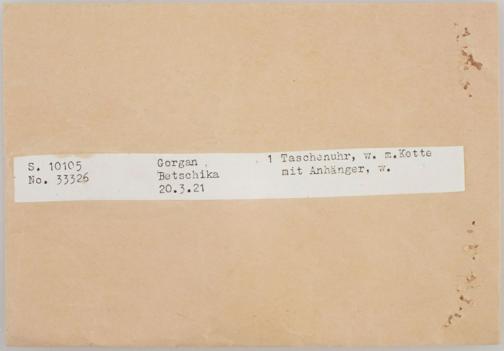 S. 10105
No. 33326
Gorgan
Betschika
20.3.21
1 Taschenuhr, w. m.Kette
mit Anhänger, w.